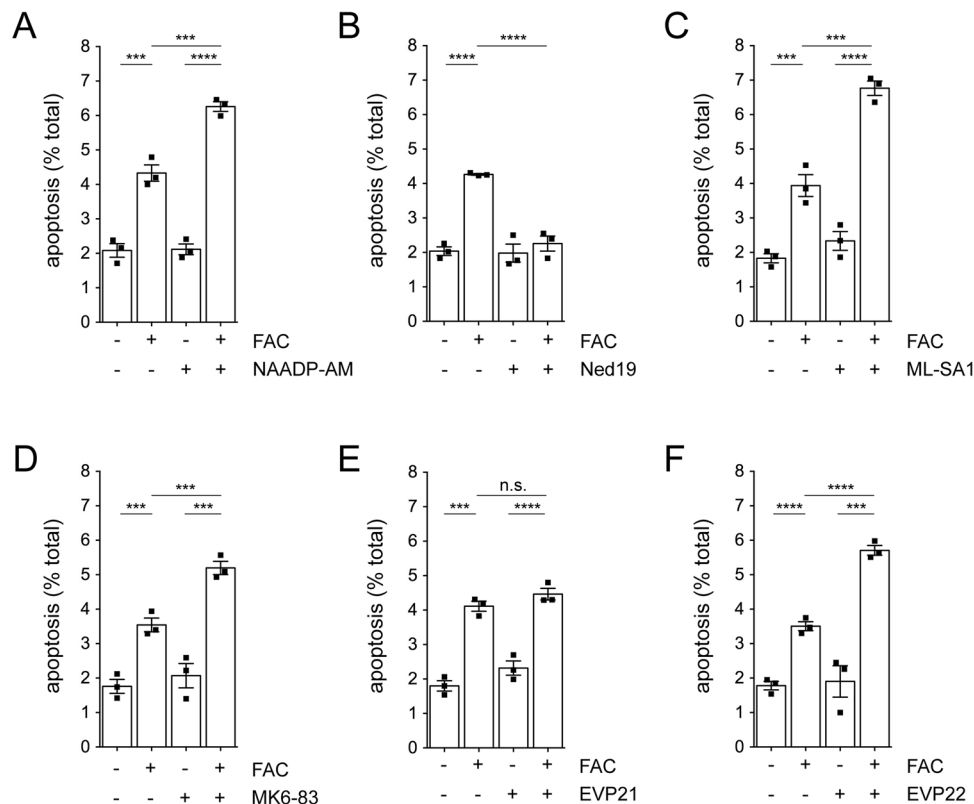 A
apoptosis (% total)
8
7
6
5
4
3
2
1
0
*** *** ****
- + - + FAC
- - + + NAADP-AM
B
apoptosis (% total)
8
7
6
5
4
3
2
1
0
**** ****
- + - + FAC
- - + + Ned19
C
apoptosis (% total)
8
7
6
5
4
3
2
1
0
*** *** ****
- + - + FAC
- - + + ML-SA1
D
apoptosis (% total)
8
7
6
5
4
3
2
1
0
***
*** ***
- + - + FAC
- - + + MK6-83
E
apoptosis (% total)
8
7
6
5
4
3
2
1
0
n.s.
*** ****
- + - + FAC
- - + + EVP21
F
apoptosis (% total)
8
7
6
5
4
3
2
1
0
****
**** ***
- + - + FAC
- - + + EVP22